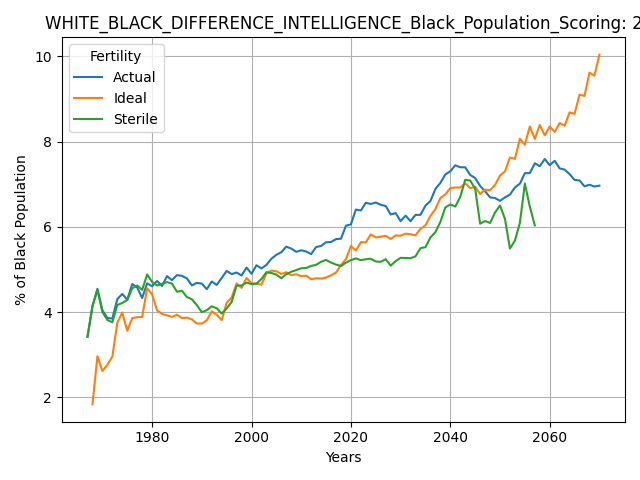 WHITE_BLACK_DIFFERENCE_INTELLIGENCE_Black_Population_Scoring: 2
Fertility
Actual
Ideal
Sterile
% of Black Population
10
8
6
4
2
1980 2000 2020 2040 2060
Years